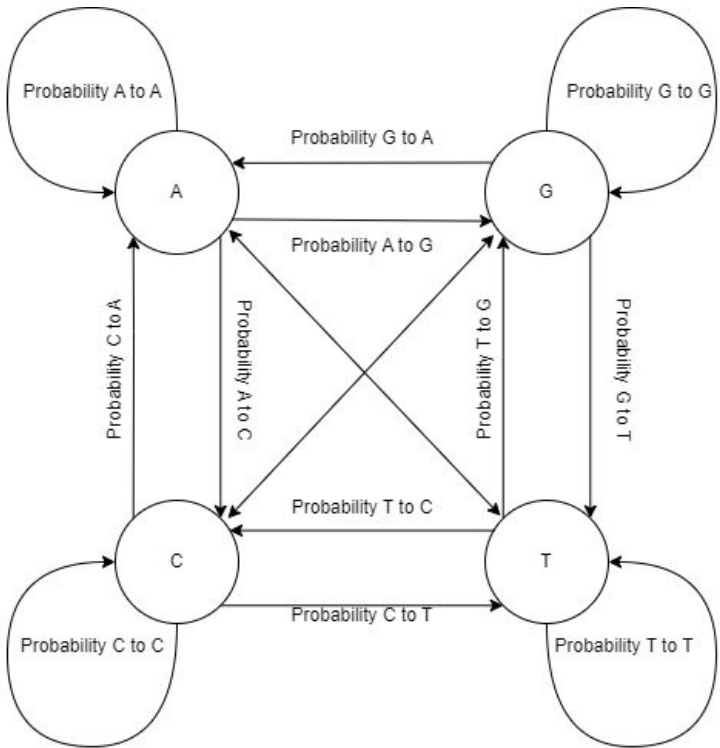 Probability A to A
Probability G to G
Probability G to A
A
G
Probability A to G
Probability C to A
Probability A to C
Probability T to G
Probability G to T
Probability T to C
C
T
Probability C to T
Probability C to C
Probability T to T